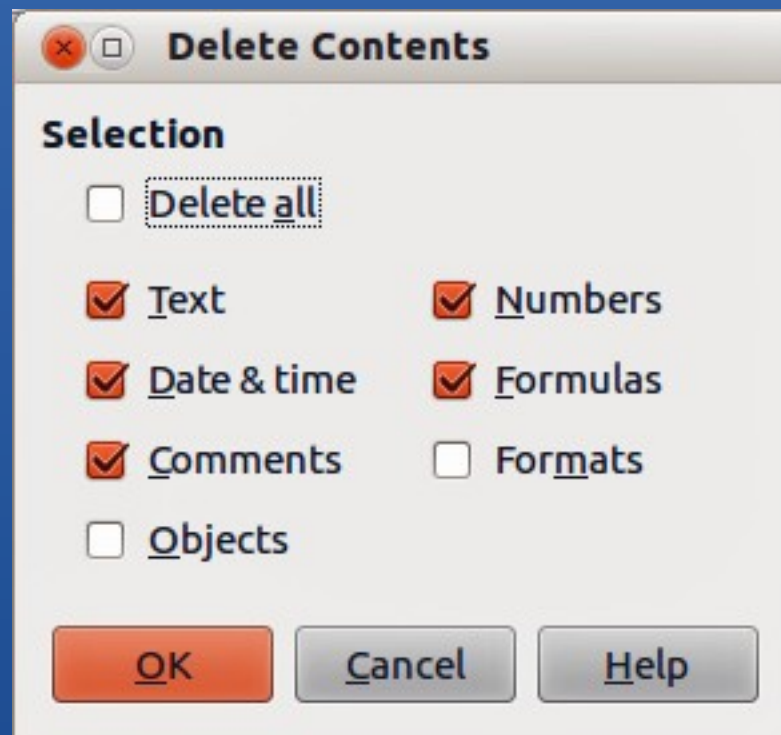 Delete Contents
Selection
Delete all
Text Numbers
Date & time Formulas
Comments Formats
Objects
OK Cancel Help